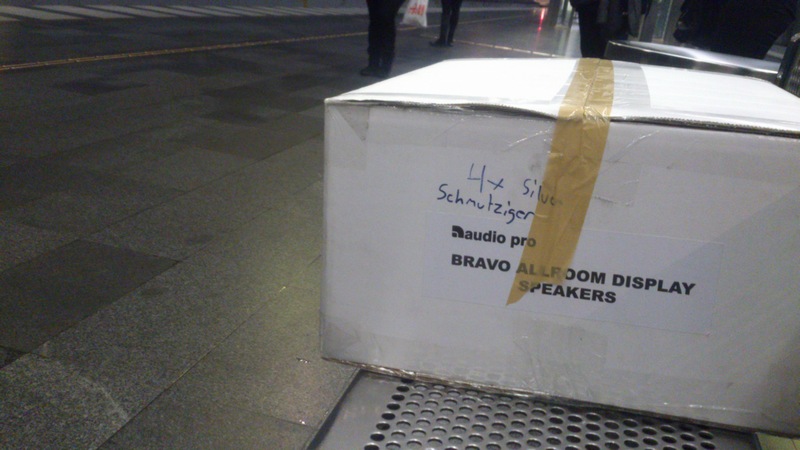 4x Silver
Schmutziger
audio pro
BRAVO ALLROOM DISPLAY
SPEAKERS